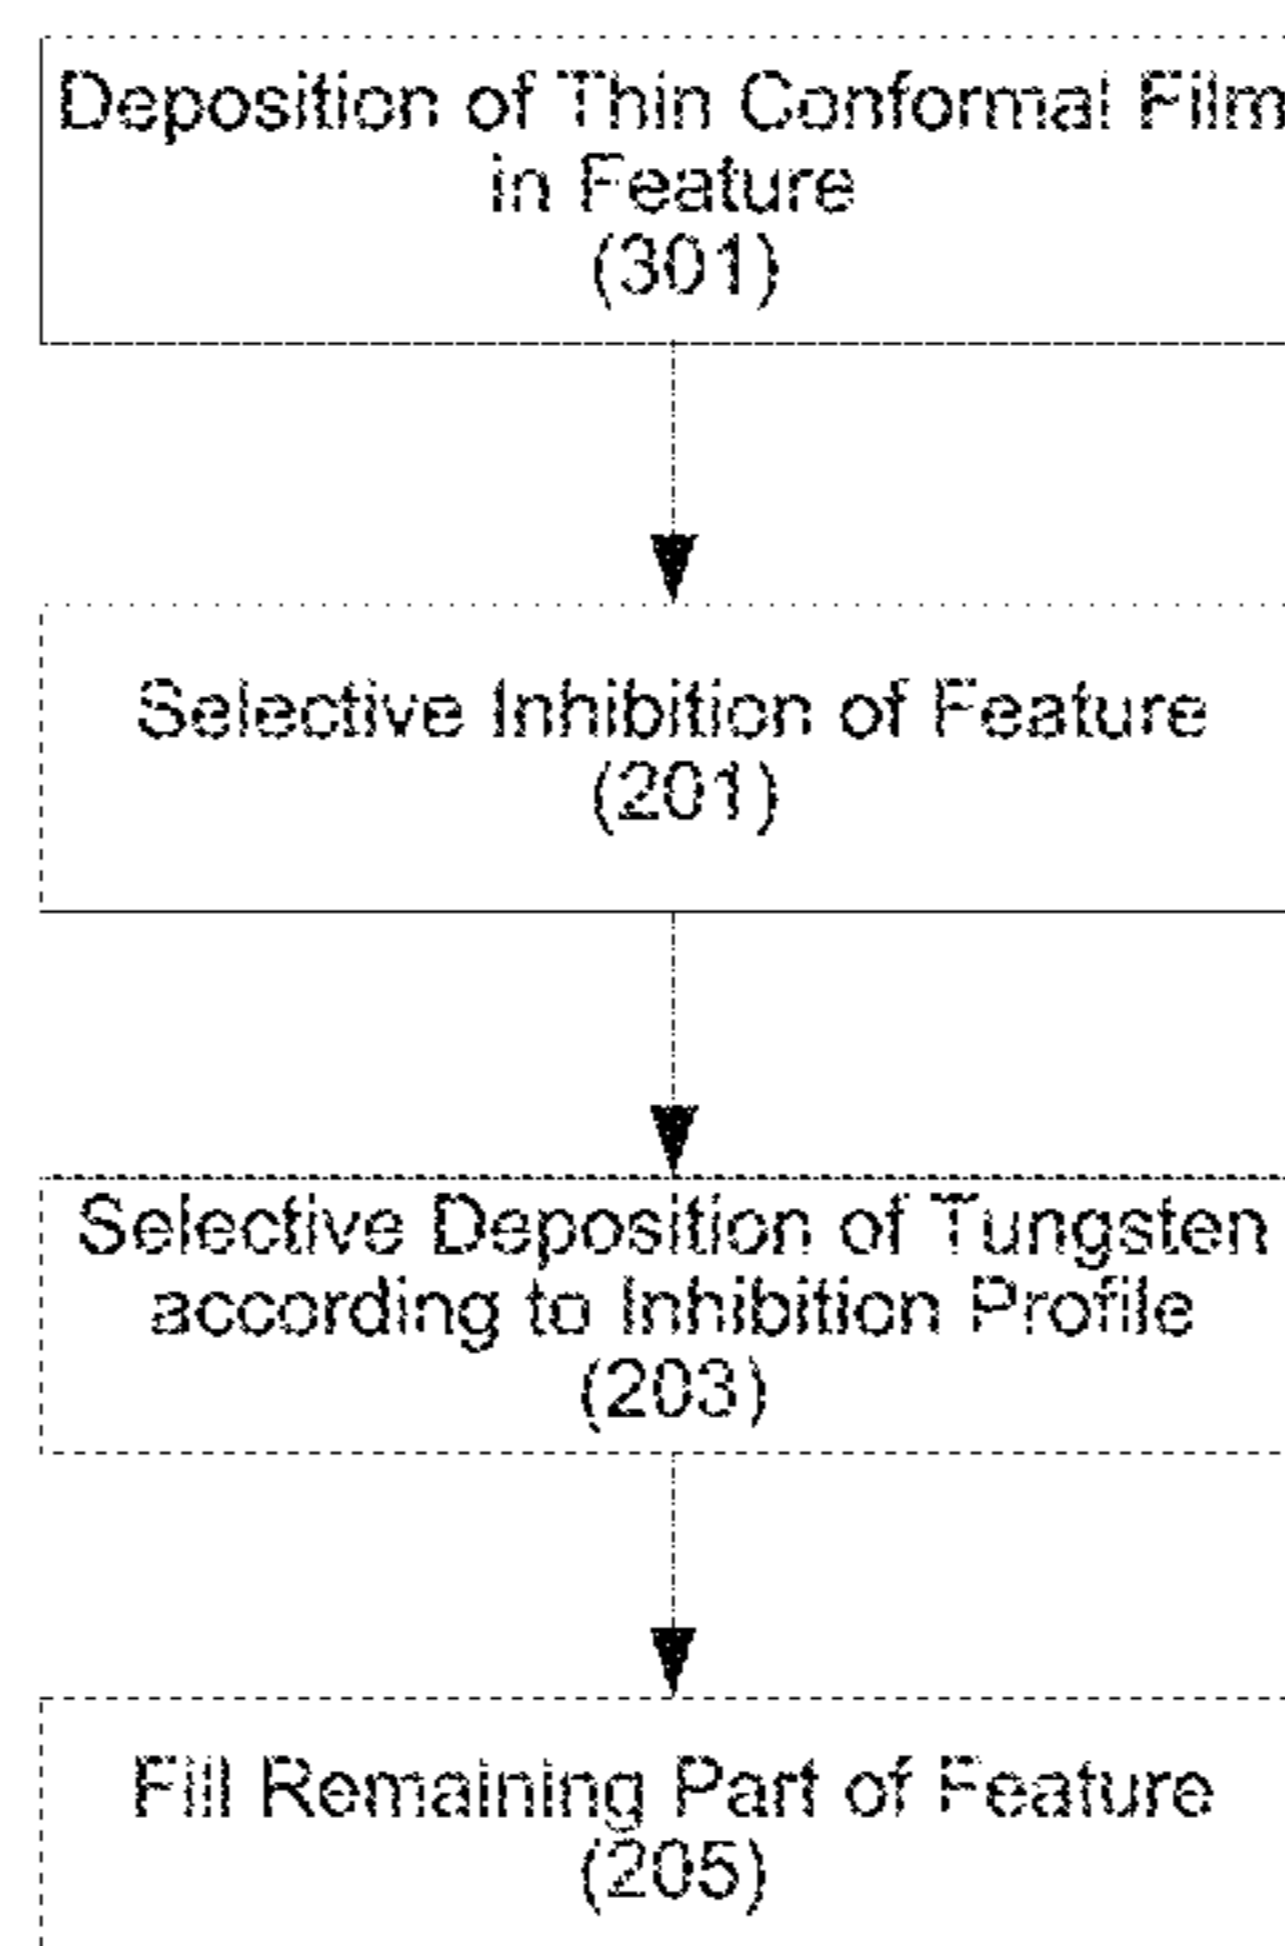 Deposition of Thin Conformal Film
in Feature
(301)
Selective Inhibition of Feature
(201)
Selective Deposition of Tungsten
according to Inhibition Profile
(203)
Fill Remaining Part of Feature
(205)